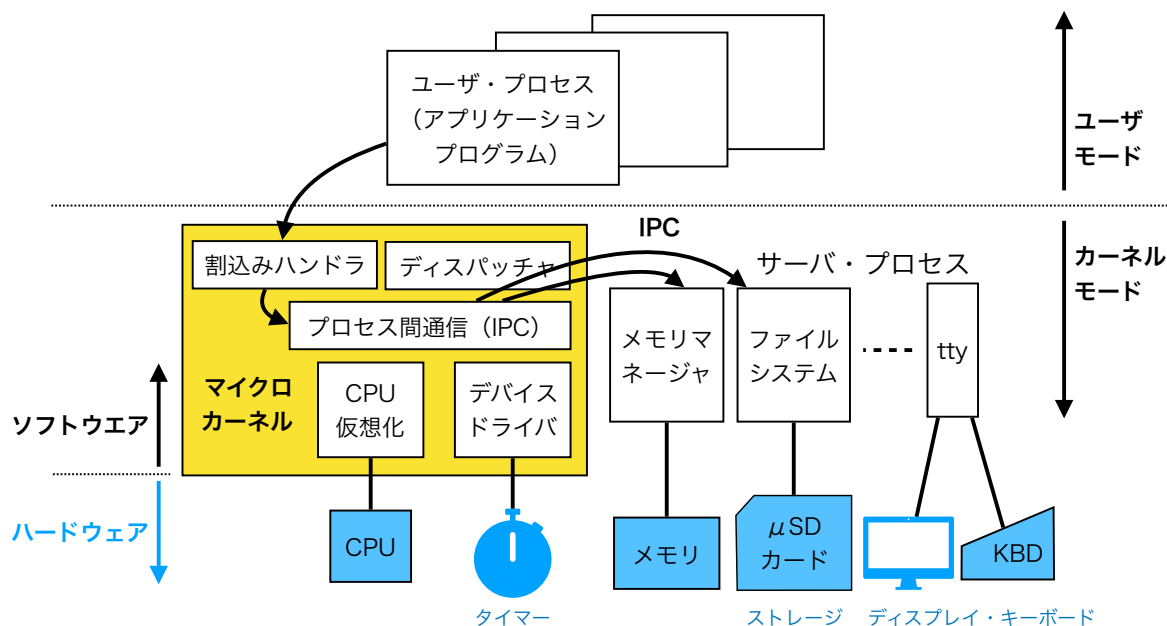 ユーザ・プロセス
（アプリケーション
プログラム）
ユーザ
モード
IPC
カーネル
モード
割込みハンドラ
ディスパッチャ
サーバ・プロセス
プロセス間通信（IPC）
メモリマ
ネージャ
ファイル
システム
tty
マイクロ
カーネル
CPU
仮想化
デバイス
ドライバ
ソフトウエア
ハードウェア
CPU
メモリ
μSD
カード
KBD
タイマー
ストレージ
ディスプレイ・キーボード